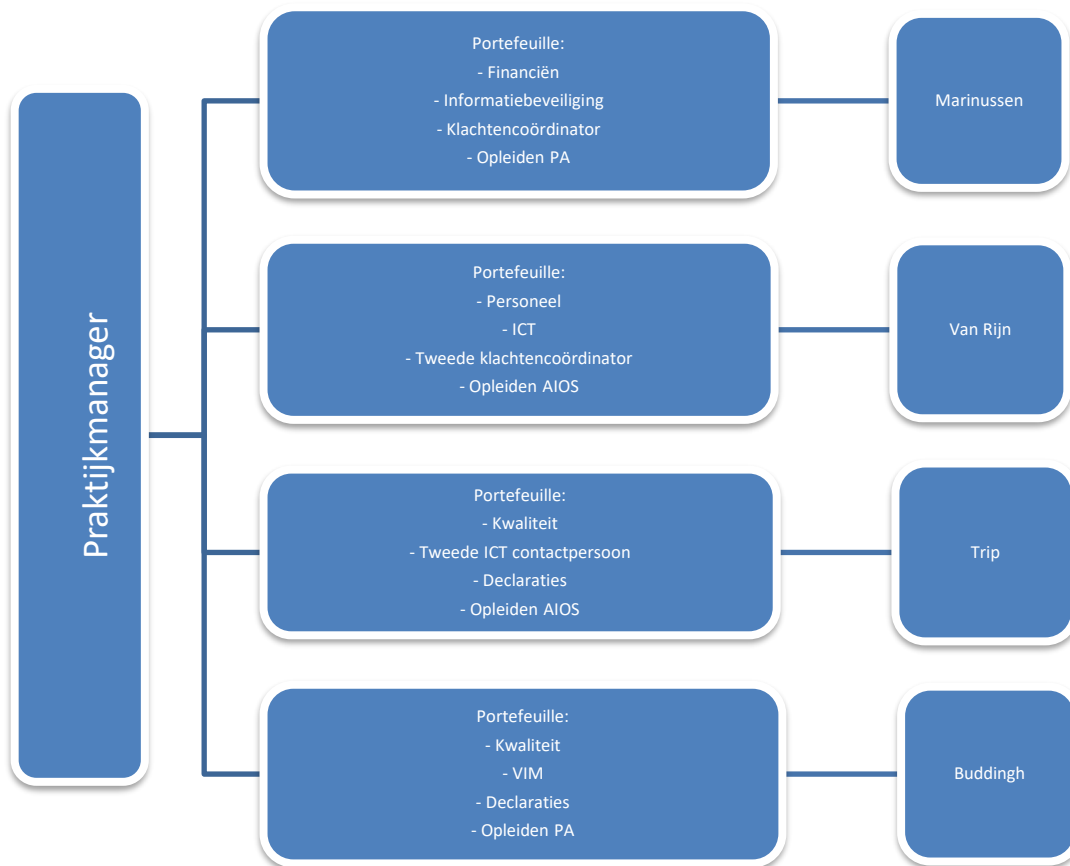 Praktijkmanager
Portefeuille:
- Financiën
- Informatiebeveiliging
- Klachtencoördinator
- Opleiden PA
Marinussen
Portefeuille:
- Personeel
- ICT
- Tweede klachtencoördinator
- Opleiden AIOS
Van Rijn
Portefeuille:
- Kwaliteit
- Tweede ICT contactpersoon
- Declaraties
- Opleiden AIOS
Trip
Portefeuille:
- Kwaliteit
- VIM
- Declaraties
- Opleiden PA
Buddingh